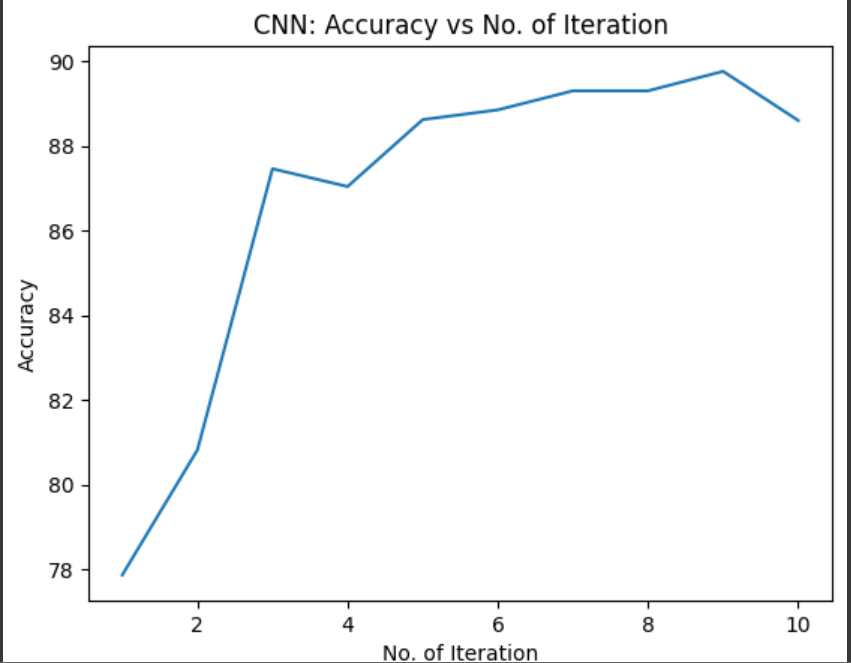 CNN: Accuracy vs No. of Iteration
90
88
86
84
82
80
78
Accuracy
2 4 6 8 10
No. of Iteration